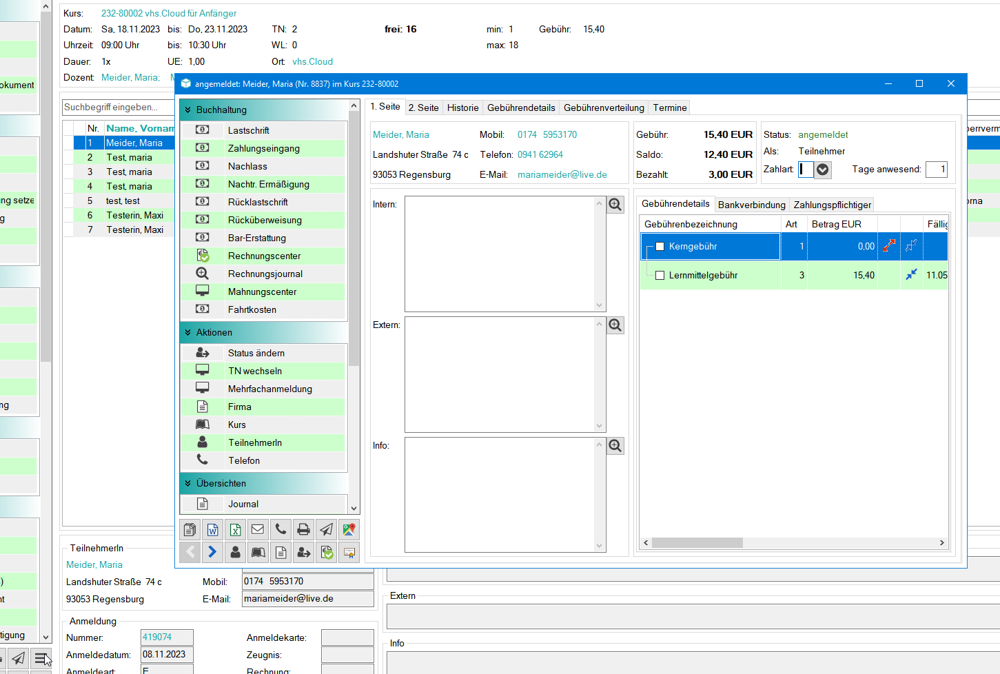 Kurs: 232-80002 vhs.Cloud für Anfänger
Datum: Sa, 18.11.2023 bis: Do, 23.11.2023 TN: 2 frei: 16 min: 1 Gebühr: 15,40
Uhrzeit: 09:00 Uhr bis: 10:30 Uhr WL: 0 max: 18
Dauer: 1x UE: 1,00 Ort: vhs.Cloud
Dozent: Meider, Maria; M
angemeldet: Meider, Maria (Nr. 8837) im Kurs 232-80002
Suchbegriff eingeben...
Nr. Name, Vornam
1 Meider, Maria
2 Test, maria
3 Test, maria
4 Test, maria
5 test, test
6 Testerin, Maxi
7 Testerin, Maxi
okument
ng setze
g
ng
)
nt
tigung
Buchhaltung
Lastschrift
Zahlungseingang
Nachlass
Nachtr. Ermäßigung
Rücklastschrift
Rücküberweisung
Bar-Erstattung
Rechnungscenter
Rechnungsjournal
Mahnungscenter
Fahrtkosten
Aktionen
Status ändern
TN wechseln
Mehrfachanmeldung
Firma
Kurs
TeilnehmerIn
Telefon
Übersichten
Journal
1. Seite 2. Seite Historie Gebührendetails Gebührenverteilung Termine
Meider, Maria Mobil: 0174 5953170
Landshuter Straße 74 c Telefon: 0941 62964
93053 Regensburg E-Mail: mariameider@live.de
Gebühr: 15,40 EUR
Saldo: 12,40 EUR
Bezahlt: 3,00 EUR
Status: angemeldet
Als: Teilnehmer
Zahlart: Tage anwesend: 1
Intern:
Extern:
Info:
Gebührendetails Bankverbindung Zahlungspflichtiger
Gebührenbezeichnung Art Betrag EUR Fällig
Kerngebühr 1 0,00
Lernmittelgebühr 3 15,40 11.05
perrverm
orna
TeilnehmerIn
Meider, Maria
Landshuter Straße 74 c Mobil: 0174 5953170
93053 Regensburg E-Mail: mariameider@live.de
Anmeldung
Nummer: 419074 Anmeldekarte:
Anmeldedatum: 08.11.2023 Zeugnis:
Anmeldeart: F Rechnung:
Extern
Info